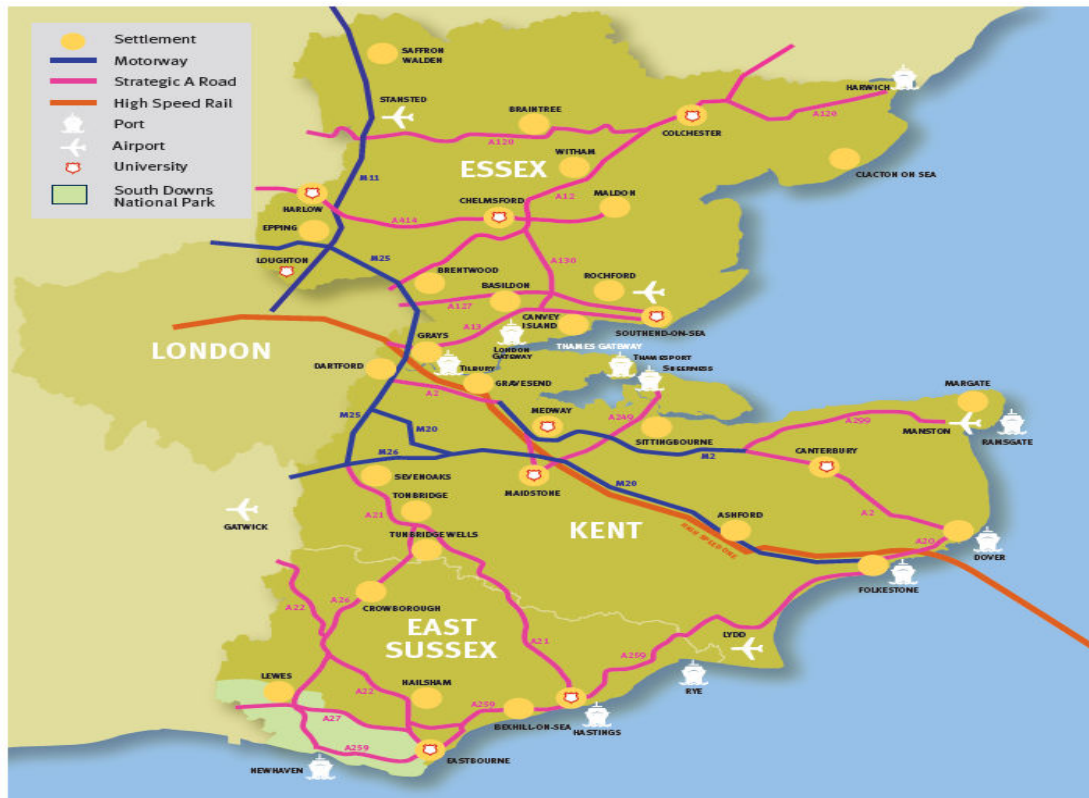 Settlement
Motorway
Strategic A Road
High Speed Rail
Port
Airport
University
South Downs
National Park
SAFFRON
WALDEN
STANSTED
BRAINTREE
HARWICH
COLCHESTER
A120
A120
WITHAM
ESSEX
CLACTON ON SEA
M11
HARLOW
CHELMSFORD
A12
MALDON
A414
EPPING
LOUGHTON
M25
A130
BRENTWOOD
ROCHFORD
BASILDON
A127
CANVEY
ISLAND
A13
SOUTHEND-ON-SEA
LONDON
GRAYS
LONDON
GATEWAY
THAMES GATEWAY
DARTFORD
TILBURY
THAMESPORT
SHEERNESS
GRAVESEND
A2
MARGATE
M25
M20
MEDWAY
A249
A299
MANSTON
RAMSGATE
SITTINGBOURNE
M26
M2
CANTERBURY
SEVENOAKS
MAIDSTONE
M20
TONBRIDGE
A21
KENT
ASHFORD
A2
GATWICK
HIGH SPEED ONE
TUNBRIDGE WELLS
A20
DOVER
FOLKESTONE
A22
A26
CROWBOROUGH
EAST
SUSSEX
A21
LYDD
A259
LEWES
A22
HAILSHAM
RYE
A259
A27
BEXHILL-ON-SEA
HASTINGS
A259
EASTBOURNE
NEWHAVEN